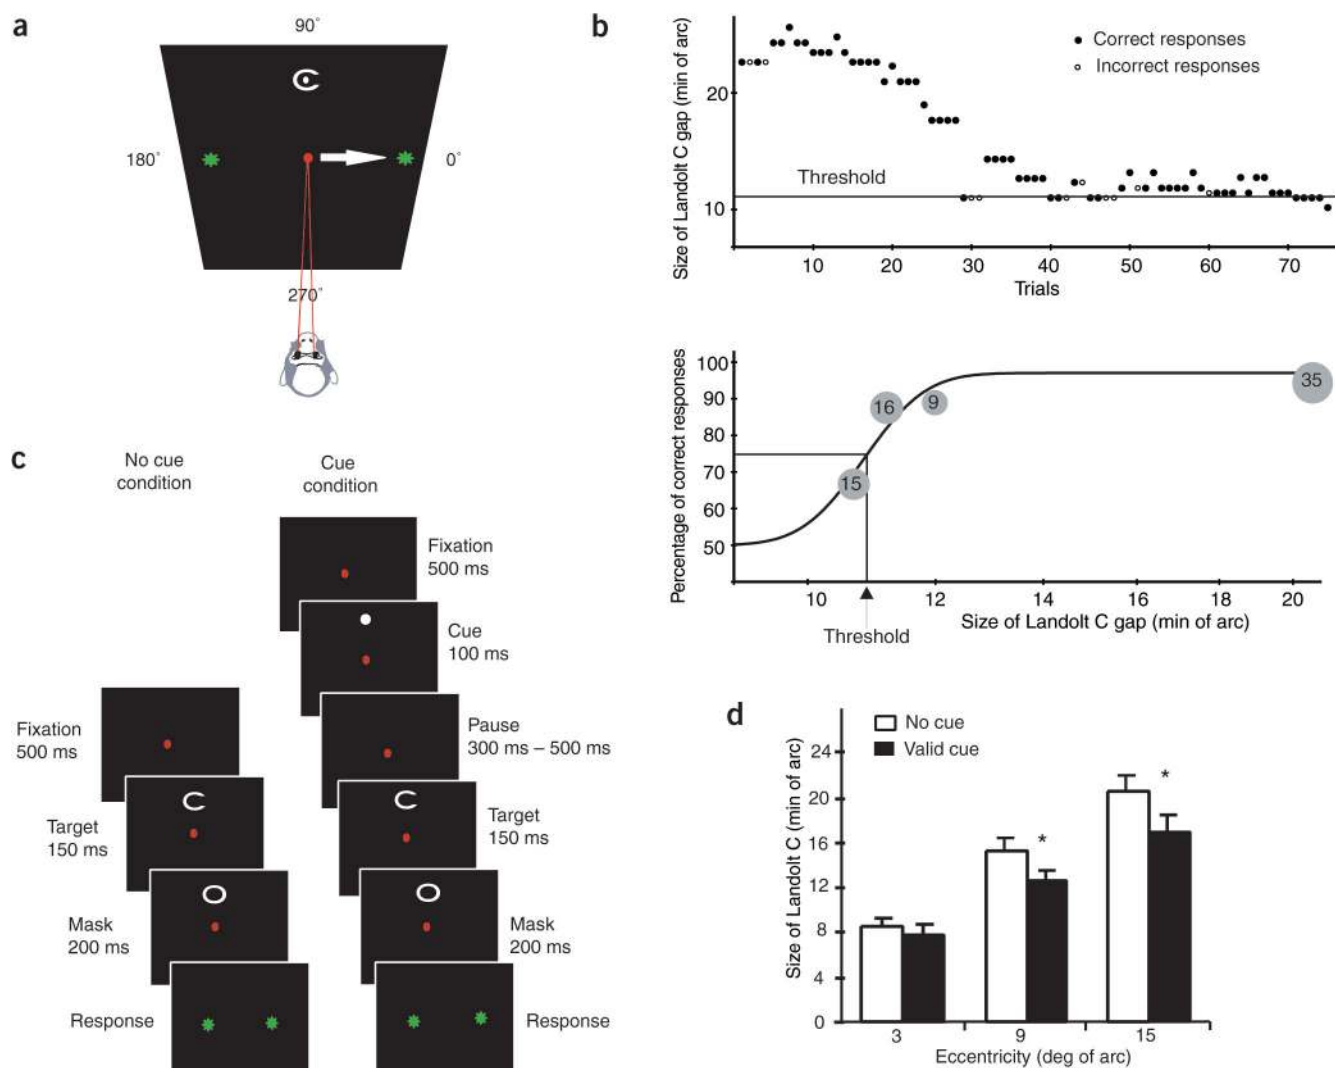 a
90°
180°
0°
270°
b
Size of Landolt C gap (min of arc)
20
10
Correct responses
Incorrect responses
Threshold
10 20 30 40 50 60 70
Trials
Percentage of correct responses
100
90
80
70
60
50
35
16
9
15
10 12 14 16 18 20
Threshold
Size of Landolt C gap (min of arc)
c
No cue
condition
Cue
condition
Fixation
500 ms
Target
150 ms
Mask
200 ms
Response
Fixation
500 ms
Cue
100 ms
Pause
300 ms – 500 ms
Target
150 ms
Mask
200 ms
Response
d
Size of Landolt C (min of arc)
24
20
16
12
8
4
0
No cue
Valid cue
*
*
3 9 15
Eccentricity (deg of arc)